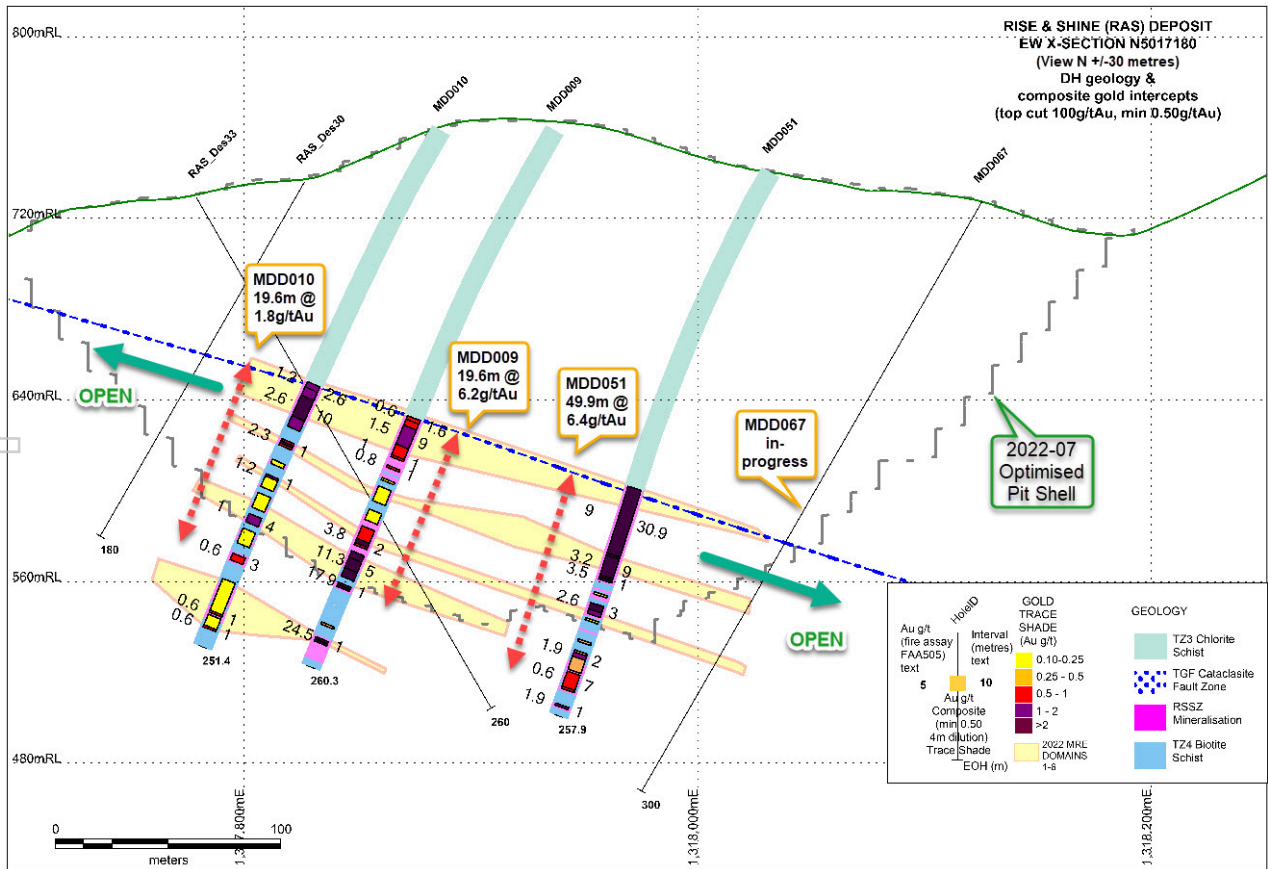 800mRL
720mRL
640mRL
560mRL
480mRL
RISE & SHINE (RAS) DEPOSIT
EW X-SECTION N5017180
(View N +/-30 metres)
DH geology &
composite gold intercepts
(top cut 100g/tAu, min 0.50g/tAu)
RAS_Des33
RAS_Des30
MDD010
MDD009
MDD051
MDD067
MDD010
19.6m @
1.8g/tAu
MDD009
19.6m @
6.2g/tAu
MDD051
49.9m @
6.4g/tAu
MDD067
in-
progress
2022-07
Optimised
Pit Shell
OPEN
OPEN
1.2
2.6
2.6
10
2.3
1
1.2
1
1
4
0.6
3
0.6
1
0.6
1
251.4
0.6
1.8
1.5
9
1
1
0.8
1
3.8
2
11.3
5
17.9
1
24.5
1
260.3
9
30.9
3.2
9
3.5
1
2.6
3
1.9
2
0.6
7
1.9
1
257.9
180
260
300
0
100
meters
1,318,000mE
1,318,200mE
Au g/t
(fire assay
FAA505)
text
5
HoleID
Interval
(metres)
text
10
Au g/t
Composite
(min 0.50
4m dilution)
Trace Shade
EOH (m)
GOLD
TRACE
SHADE
(Au g/t)
0.10-0.25
0.25 - 0.5
0.5 - 1
1 - 2
>2
2022 MRE
DOMAINS
1-8
GEOLOGY
TZ3 Chlorite
Schist
TGF Cataclasite
Fault Zone
RSSZ
Mineralisation
TZ4 Biotite
Schist